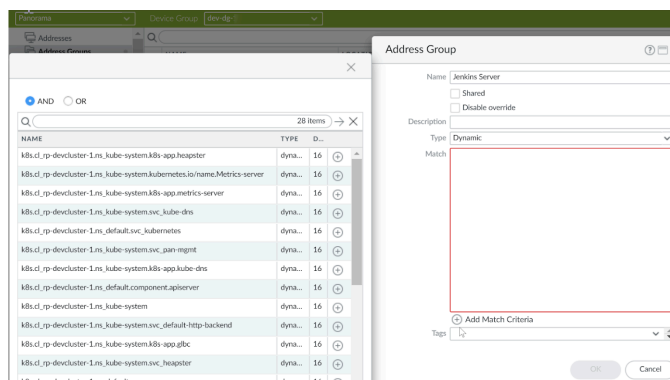 Panorama
Device Group dev-dg-
Addresses
Address Groups
AND OR
28 items
NAME TYPE D...
k8s.cl_rp-devcluster-1.ns_kube-system.k8s-app.heapster dyna... 16
k8s.cl_rp-devcluster-1.ns_kube-system.kubernetes.io/name.Metrics-server dyna... 16
k8s.cl_rp-devcluster-1.ns_kube-system.k8s-app.metrics-server dyna... 16
k8s.cl_rp-devcluster-1.ns_kube-system.svc_kube-dns dyna... 16
k8s.cl_rp-devcluster-1.ns_default.svc_kubernetes dyna... 16
k8s.cl_rp-devcluster-1.ns_kube-system.svc_pan-mgmt dyna... 16
k8s.cl_rp-devcluster-1.ns_kube-system.k8s-app.kube-dns dyna... 16
k8s.cl_rp-devcluster-1.ns_default.component.apiserver dyna... 16
k8s.cl_rp-devcluster-1.ns_kube-system dyna... 16
k8s.cl_rp-devcluster-1.ns_kube-system.svc_default-http-backend dyna... 16
k8s.cl_rp-devcluster-1.ns_kube-system.k8s-app.glbc dyna... 16
k8s.cl_rp-devcluster-1.ns_kube-system.svc_heapster dyna... 16
Address Group
Name Jenkins Server
Shared
Disable override
Description
Type Dynamic
Match
Add Match Criteria
Tags
OK Cancel